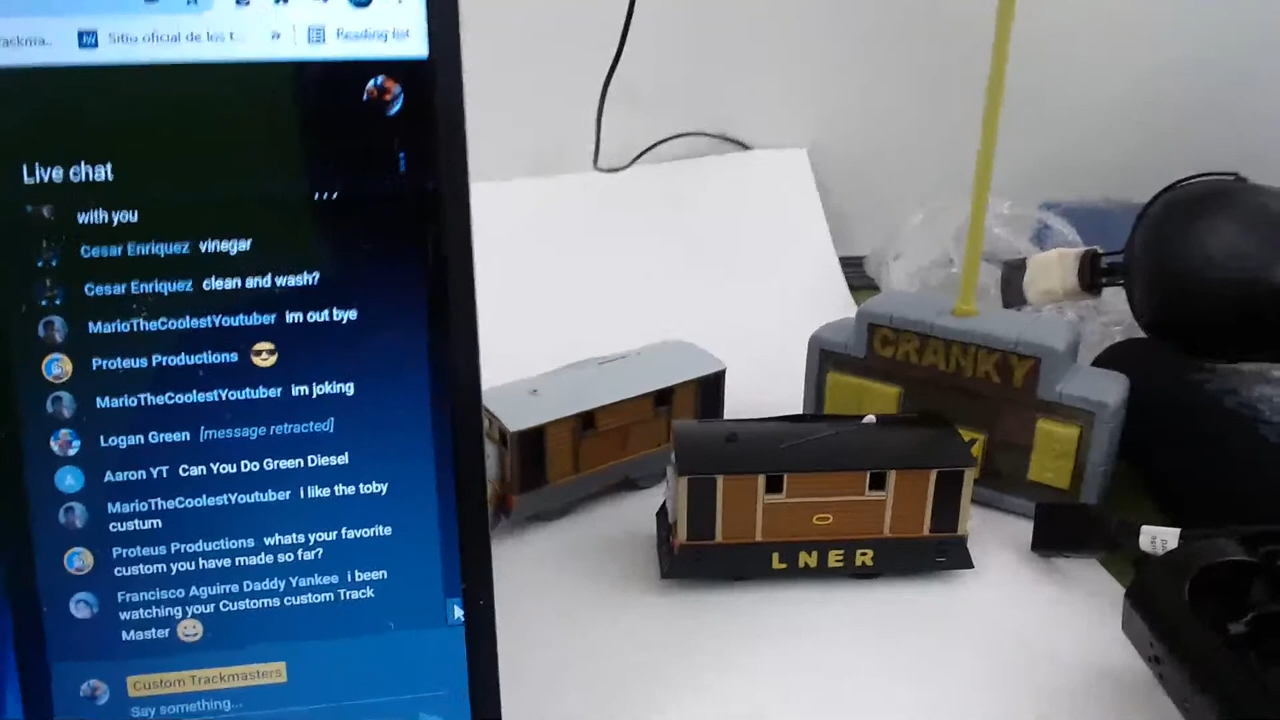 Sitio oficial de los t...
»
Reading list
Live chat
with you
Cesar Enriquez vinegar
Cesar Enriquez clean and wash?
MarioTheCoolestYoutuber im out bye
Proteus Productions 😎
MarioTheCoolestYoutuber im joking
Logan Green [message retracted]
A Aaron YT Can You Do Green Diesel
MarioTheCoolestYoutuber i like the toby
custum
Proteus Productions whats your favorite
custom you have made so far?
Francisco Aguirre Daddy Yankee i been
watching your Customs custom Track
Master 😀
Custom Trackmasters
Say something...
CRANKY
LNER